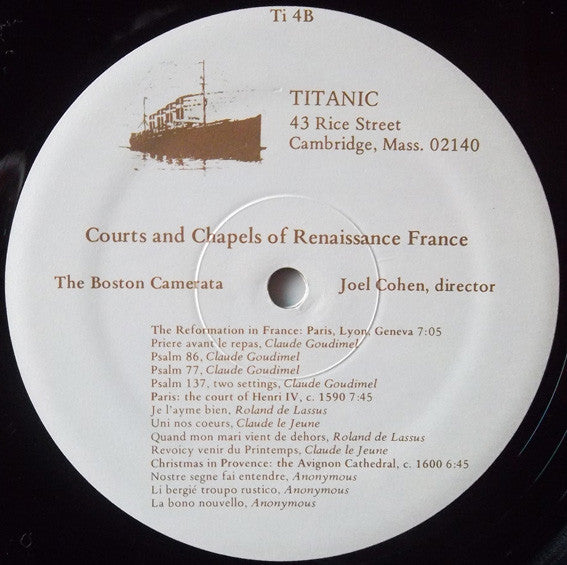 Ti 4B
TITANIC
43 Rice Street
Cambridge, Mass. 02140
Courts and Chapels of Renaissance France
The Boston Camerata
Joel Cohen, director
The Reformation in France: Paris, Lyon, Geneva 7:05
Priere avant le repas, Claude Goudimel
Psalm 86, Claude Goudimel
Psalm 77, Claude Goudimel
Psalm 137, two settings, Claude Goudimel
Paris: the court of Henri IV, c. 1590 7:45
Je l'ayme bien, Roland de Lassus
Uni nos coeurs, Claude le Jeune
Quand mon mari vient de dehors, Roland de Lassus
Revoicy venir du Printemps, Claude le Jeune
Christmas in Provence: the Avignon Cathedral, c. 1600 6:45
Nostre segne fai entendre, Anonymous
Li bergié troupo rustico, Anonymous
La bono nouvello, Anonymous